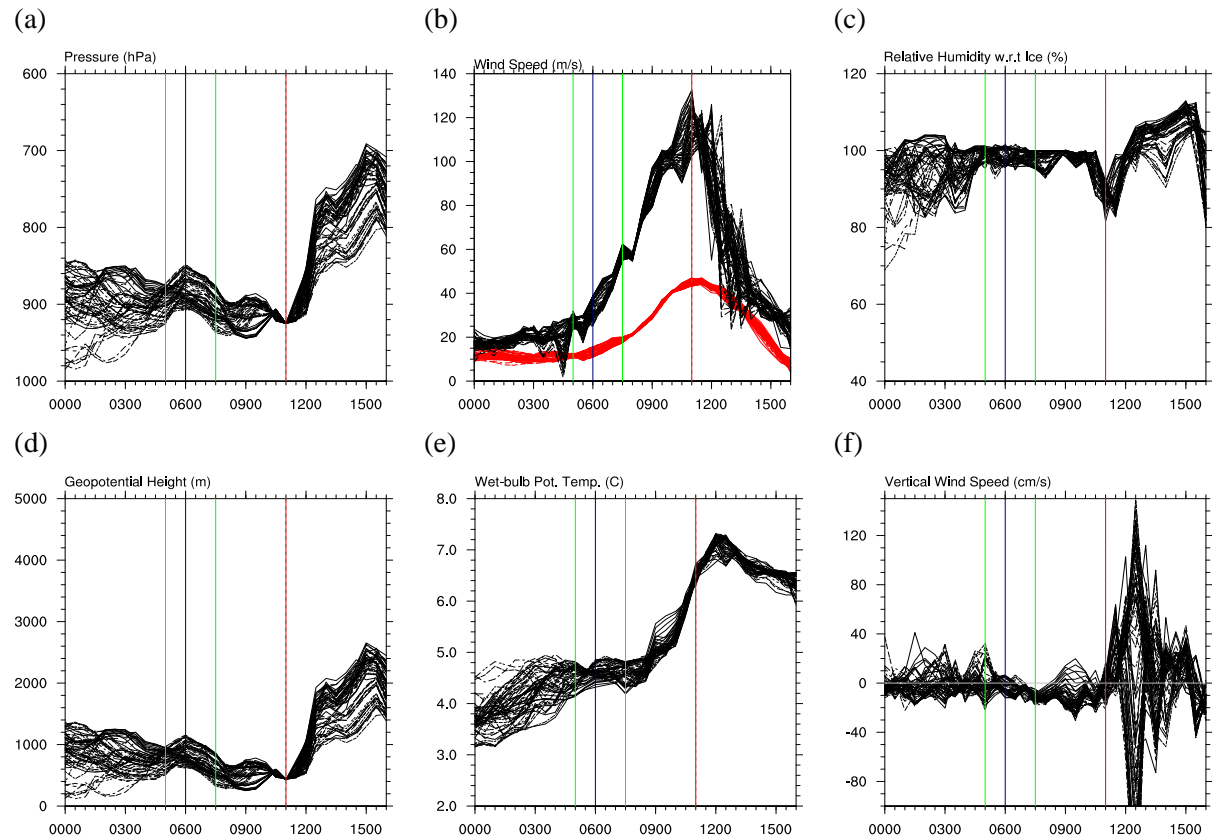 (a)
(b)
(c)
Pressure (hPa)
600
700
800
900
1000
0000 0300 0600 0900 1200 1500
Wind Speed (m/s)
140
120
100
80
60
40
20
0
0000 0300 0600 0900 1200 1500
Relative Humidity w.r.t Ice (%)
120
100
80
60
40
0000 0300 0600 0900 1200 1500
(d)
(e)
(f)
Geopotential Height (m)
5000
4000
3000
2000
1000
0
0000 0300 0600 0900 1200 1500
Wet-bulb Pot. Temp. (C)
8.0
7.0
6.0
5.0
4.0
3.0
2.0
0000 0300 0600 0900 1200 1500
Vertical Wind Speed (cm/s)
120
80
40
0
-40
-80
0000 0300 0600 0900 1200 1500